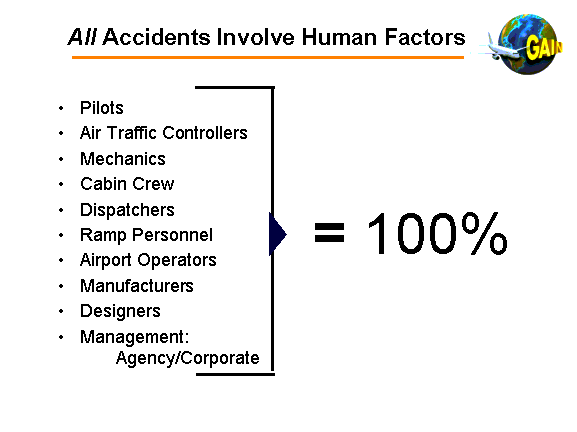 All Accidents Involve Human Factors
GAIN
• Pilots
• Air Traffic Controllers
• Mechanics
• Cabin Crew
• Dispatchers
• Ramp Personnel
• Airport Operators
• Manufacturers
• Designers
• Management:
Agency/Corporate
= 100%